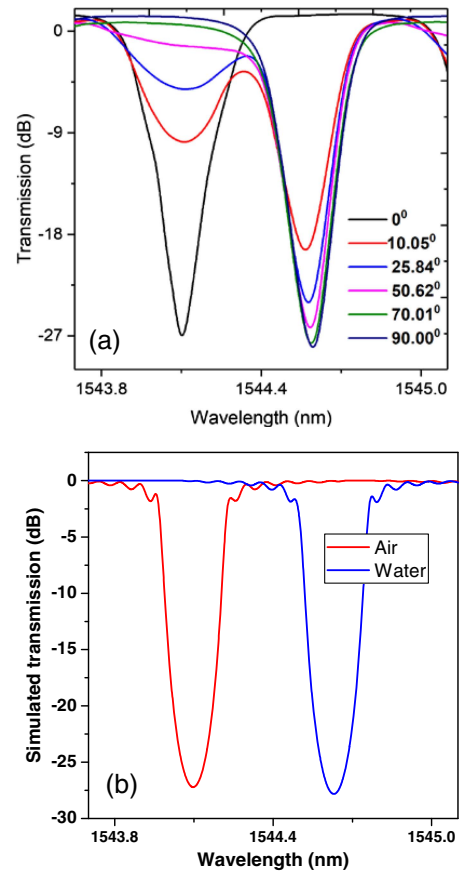 0
-9
-18
-27
Transmission (dB)
0⁰
10.05⁰
25.84⁰
50.62⁰
70.01⁰
90.00⁰
(a)
1543.8
1544.4
1545.0
Wavelength (nm)
0
-5
-10
-15
-20
-25
-30
Simulated transmission (dB)
Air
Water
(b)
1543.8
1544.4
1545.0
Wavelength (nm)